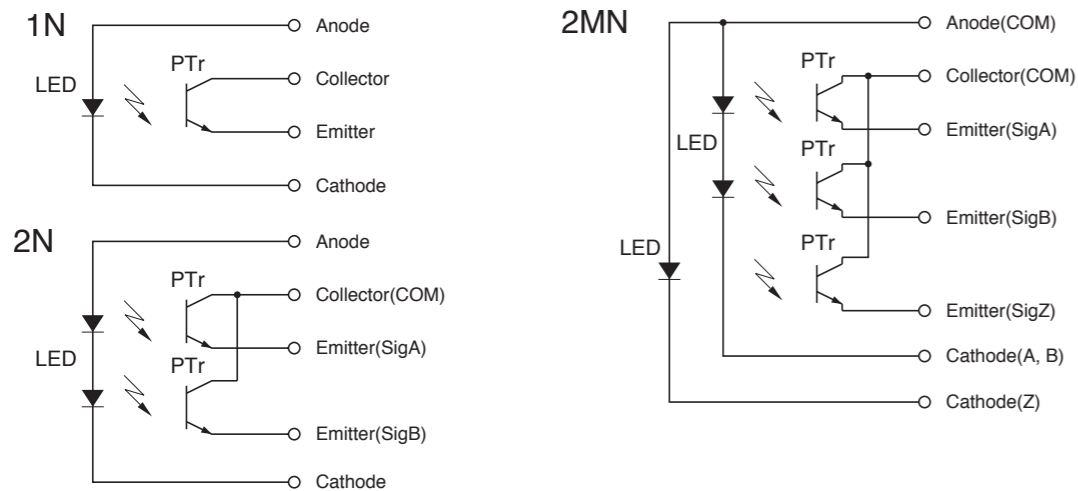 1N
Anode
PTr
LED
Collector
Emitter
Cathode
2N
Anode
PTr
Collector(COM)
Emitter(SigA)
LED
PTr
Emitter(SigB)
Cathode
2MN
Anode(COM)
PTr
Collector(COM)
Emitter(SigA)
LED
PTr
Emitter(SigB)
LED
PTr
Emitter(SigZ)
Cathode(A, B)
Cathode(Z)